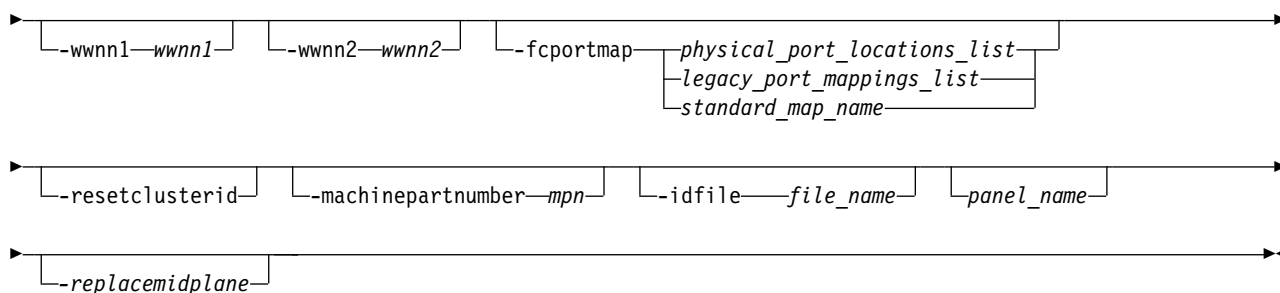 -wwnn1 wwnn1 -wwnn2 wwnn2 -fcportmap physical_port_locations_list
legacy_port_mappings_list
standard_map_name
-resetclusterid -machinepartnumber mpn -idfile file_name panel_name
-replacemidplane